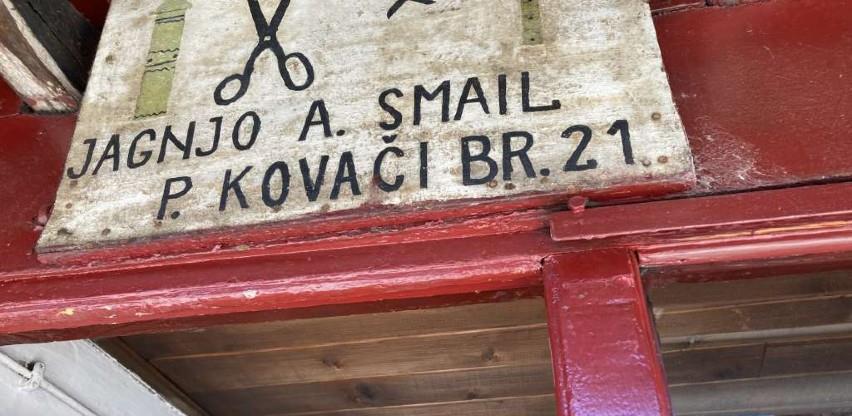 JAGNJO A. SMAIL
P. KOVAČI BR. 21